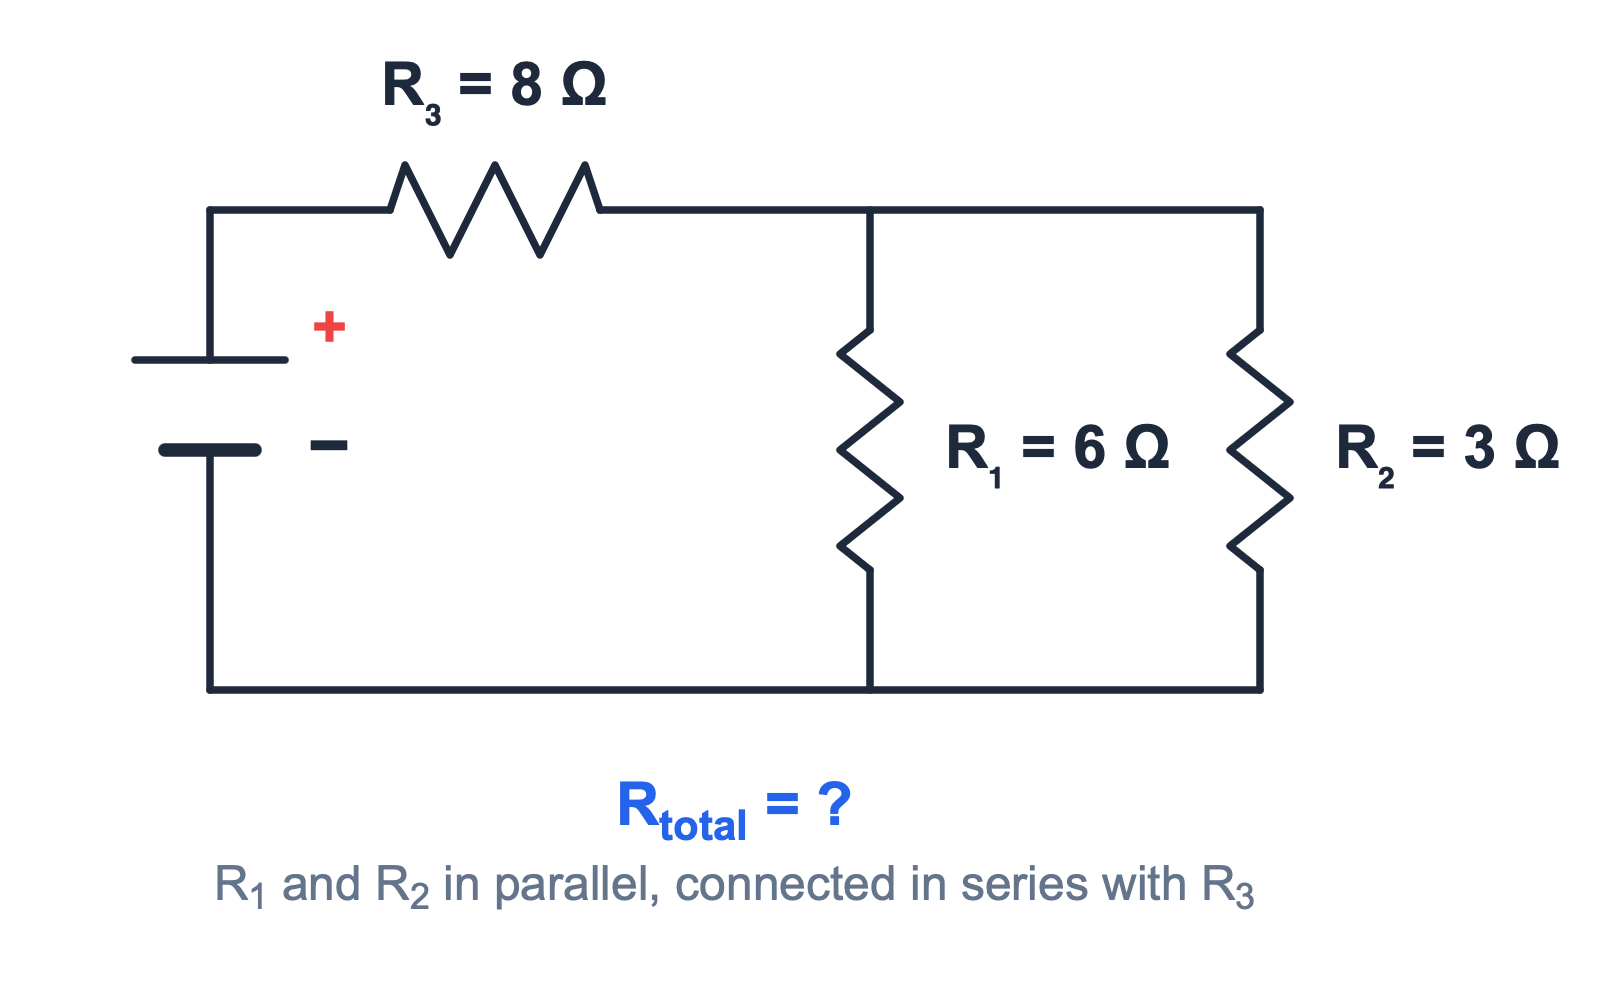 R₃ = 8 Ω
+
−
R₁ = 6 Ω
R₂ = 3 Ω
Rtotal = ?
R₁ and R₂ in parallel, connected in series with R₃